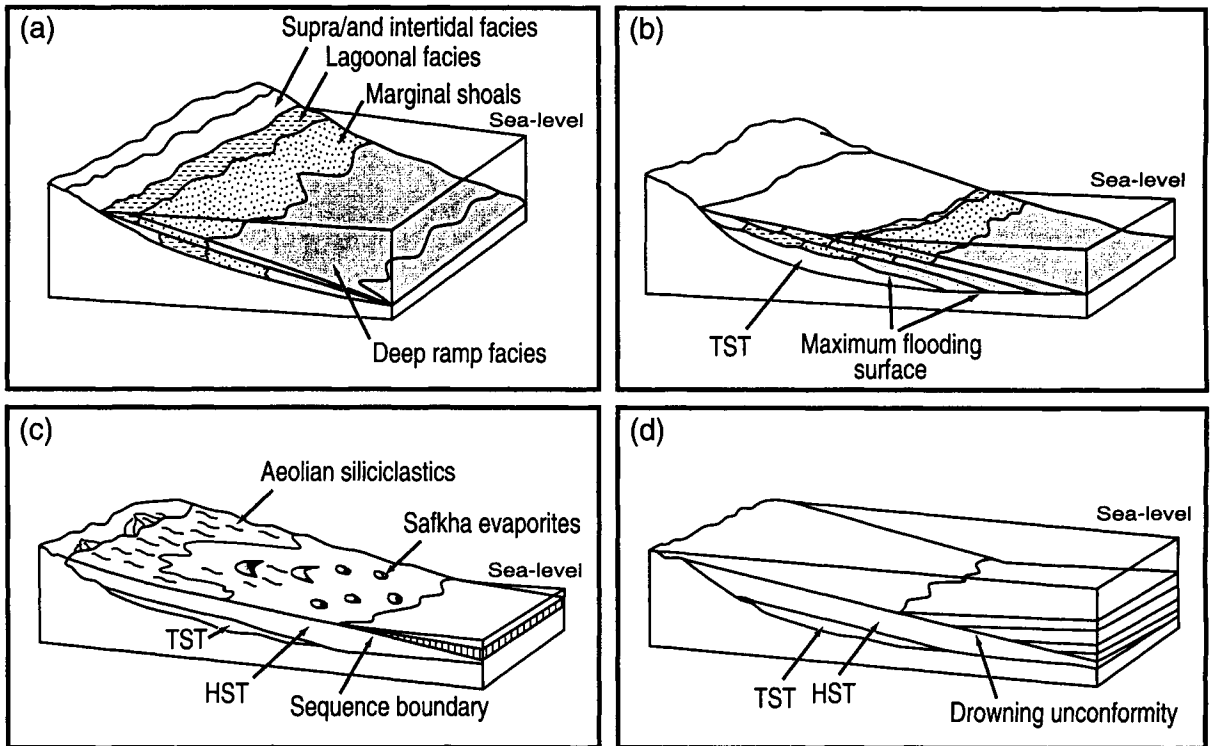 (a)
Supra/and intertidal facies
Lagoonal facies
Marginal shoals
Sea-level
Deep ramp facies
(b)
Sea-level
TST
Maximum flooding
surface
(c)
Aeolian siliciclastics
Safkha evaporites
Sea-level
TST
HST
Sequence boundary
(d)
Sea-level
TST
HST
Drowning unconformity